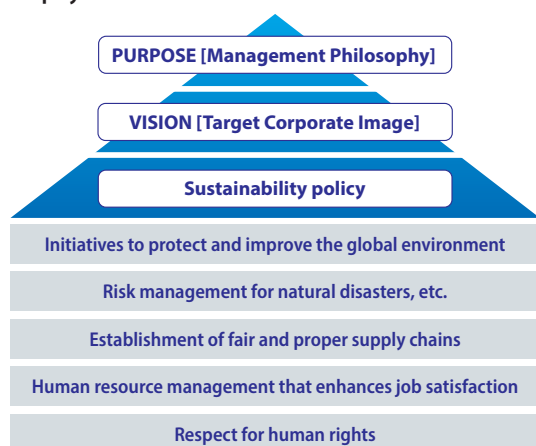 PURPOSE [Management Philosophy]
VISION [Target Corporate Image]
Sustainability policy
Initiatives to protect and improve the global environment
Risk management for natural disasters, etc.
Establishment of fair and proper supply chains
Human resource management that enhances job satisfaction
Respect for human rights